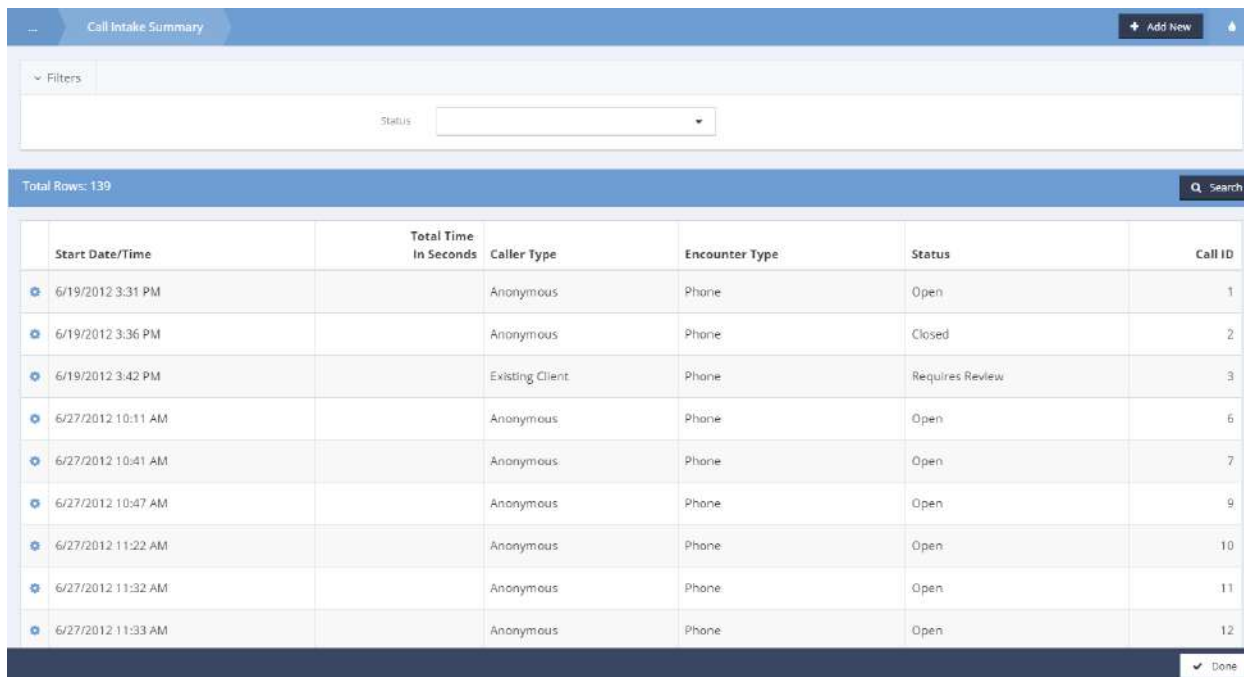 ... Call Intake Summary Add New
Filters
Status
Total Rows: 139 Search
Start Date/Time Total Time In Seconds Caller Type Encounter Type Status Call ID
6/19/2012 3:31 PM Anonymous Phone Open 1
6/19/2012 3:36 PM Anonymous Phone Closed 2
6/19/2012 3:42 PM Existing Client Phone Requires Review 3
6/27/2012 10:11 AM Anonymous Phone Open 6
6/27/2012 10:41 AM Anonymous Phone Open 7
6/27/2012 10:47 AM Anonymous Phone Open 9
6/27/2012 11:22 AM Anonymous Phone Open 10
6/27/2012 11:32 AM Anonymous Phone Open 11
6/27/2012 11:33 AM Anonymous Phone Open 12
Done